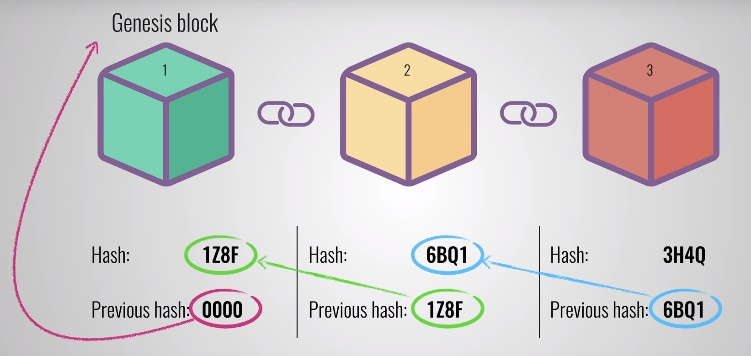 Genesis block
1
2
3
Hash: 1Z8F
Hash: 6BQ1
Hash: 3H4Q
Previous hash: 0000
Previous hash: 1Z8F
Previous hash: 6BQ1